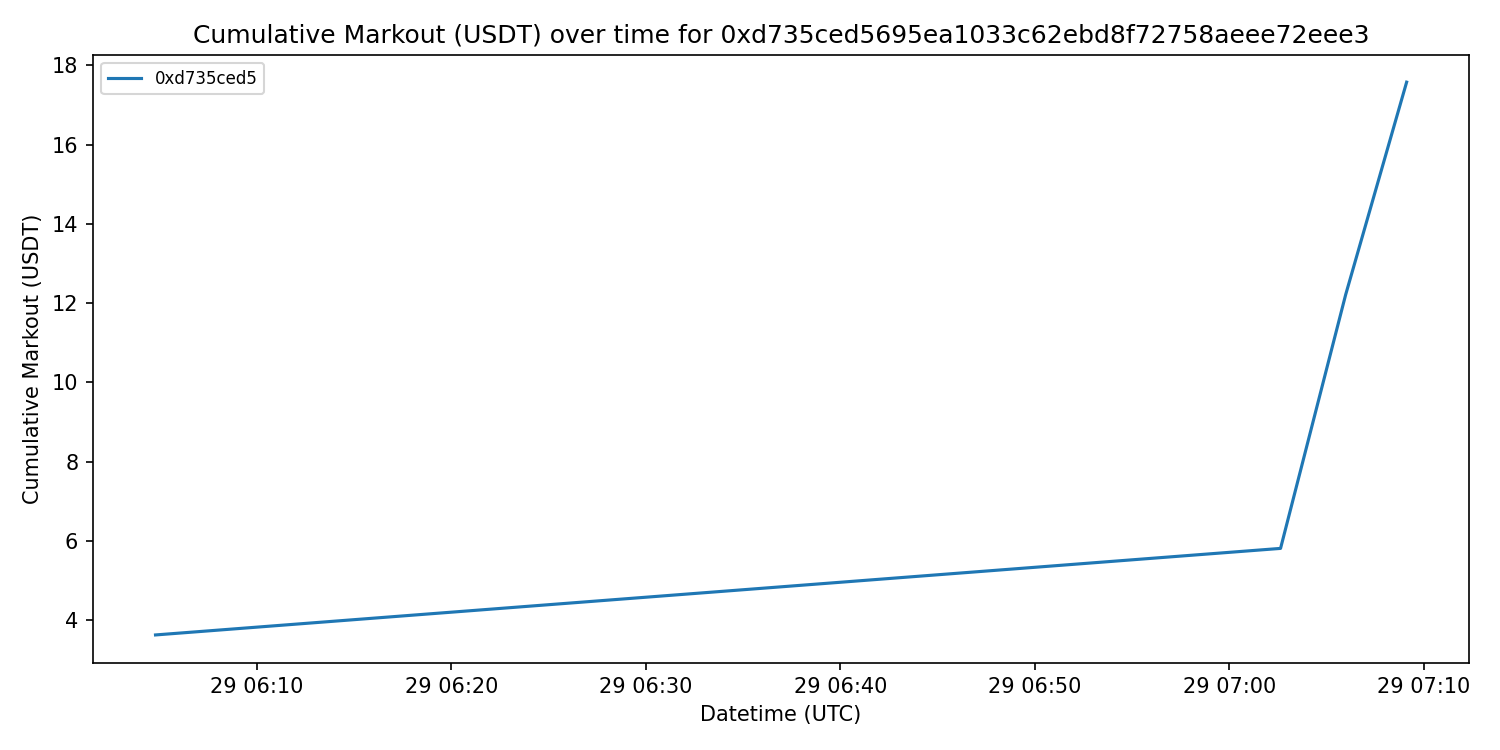 Cumulative Markout (USDT) over time for 0xd735ced5695ea1033c62ebd8f72758aeee72eee3
0xd735ced5
Cumulative Markout (USDT)
18
16
14
12
10
8
6
4
29 06:10 29 06:20 29 06:30 29 06:40 29 06:50 29 07:00 29 07:10
Datetime (UTC)